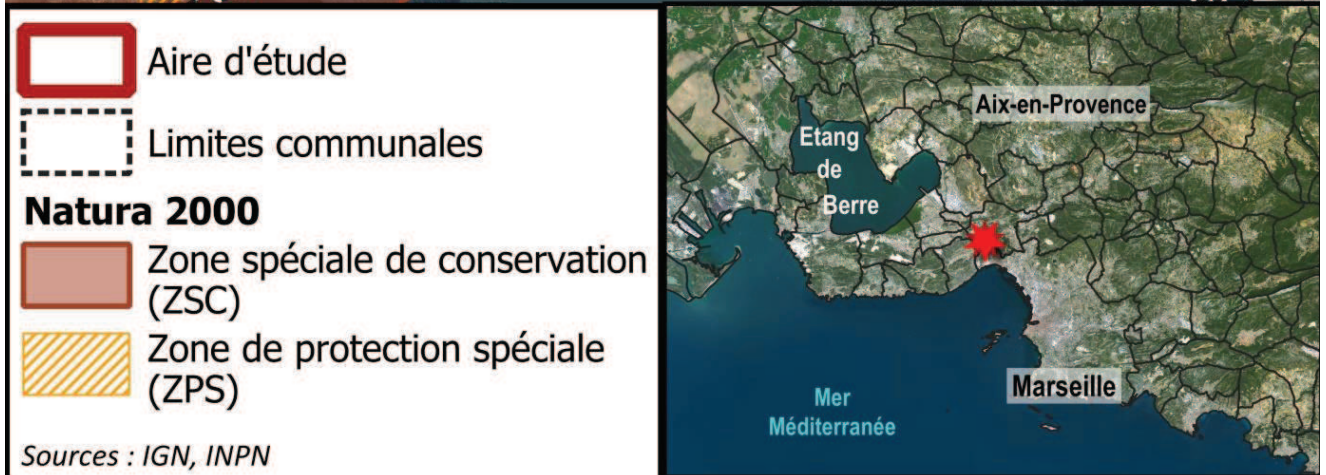 Aire d'étude
Limites communales
Natura 2000
Zone spéciale de conservation
(ZSC)
Zone de protection spéciale
(ZPS)
Sources : IGN, INPN
Aix-en-Provence
Etang
de
Berre
Marseille
Mer
Méditerranée